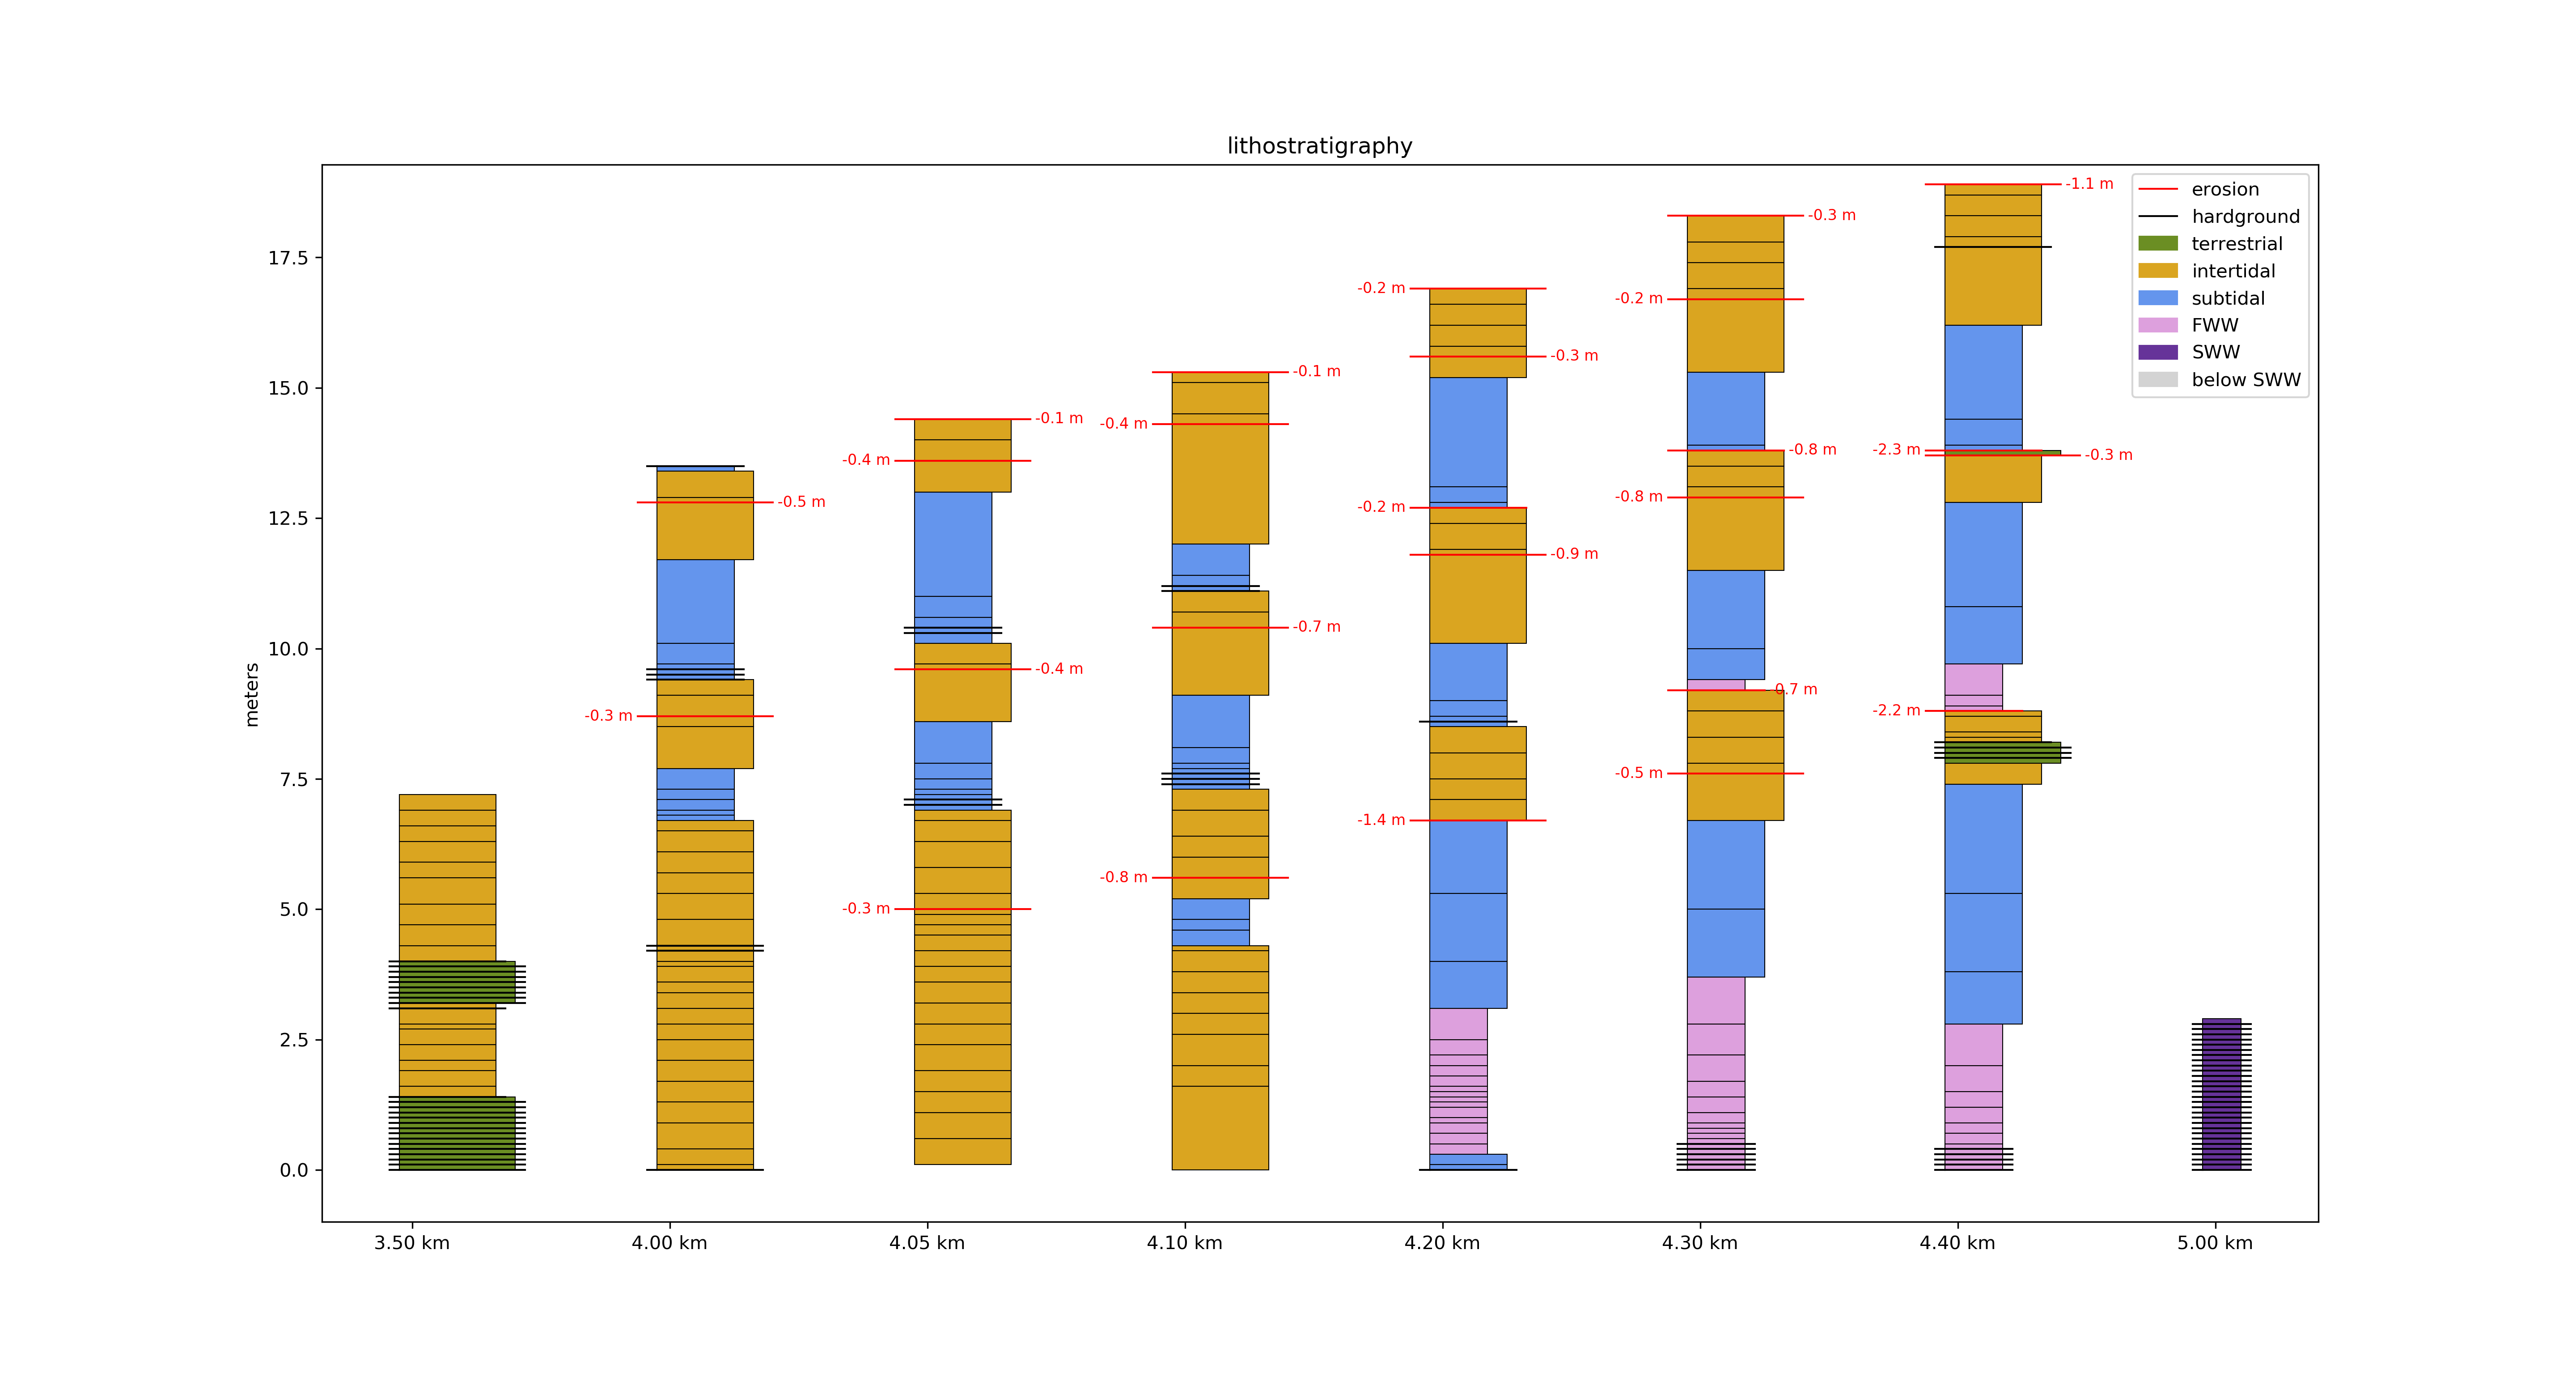 lithostratigraphy
-1.1 m
erosion
hardground
terrestrial
intertidal
subtidal
FWW
SWW
below SWW
-0.3 m
17.5
-0.2 m
-0.2 m
-0.3 m
15.0
-0.1 m
-0.1 m
-0.4 m
-0.4 m
-0.8 m
-2.3 m
-0.3 m
-0.5 m
-0.2 m
-0.8 m
12.5
-0.9 m
-0.7 m
10.0
-0.4 m
-0.7 m
-0.3 m
-2.2 m
meters
7.5
-0.5 m
-1.4 m
-0.8 m
5.0
-0.3 m
2.5
0.0
3.50 km
4.00 km
4.05 km
4.10 km
4.20 km
4.30 km
4.40 km
5.00 km